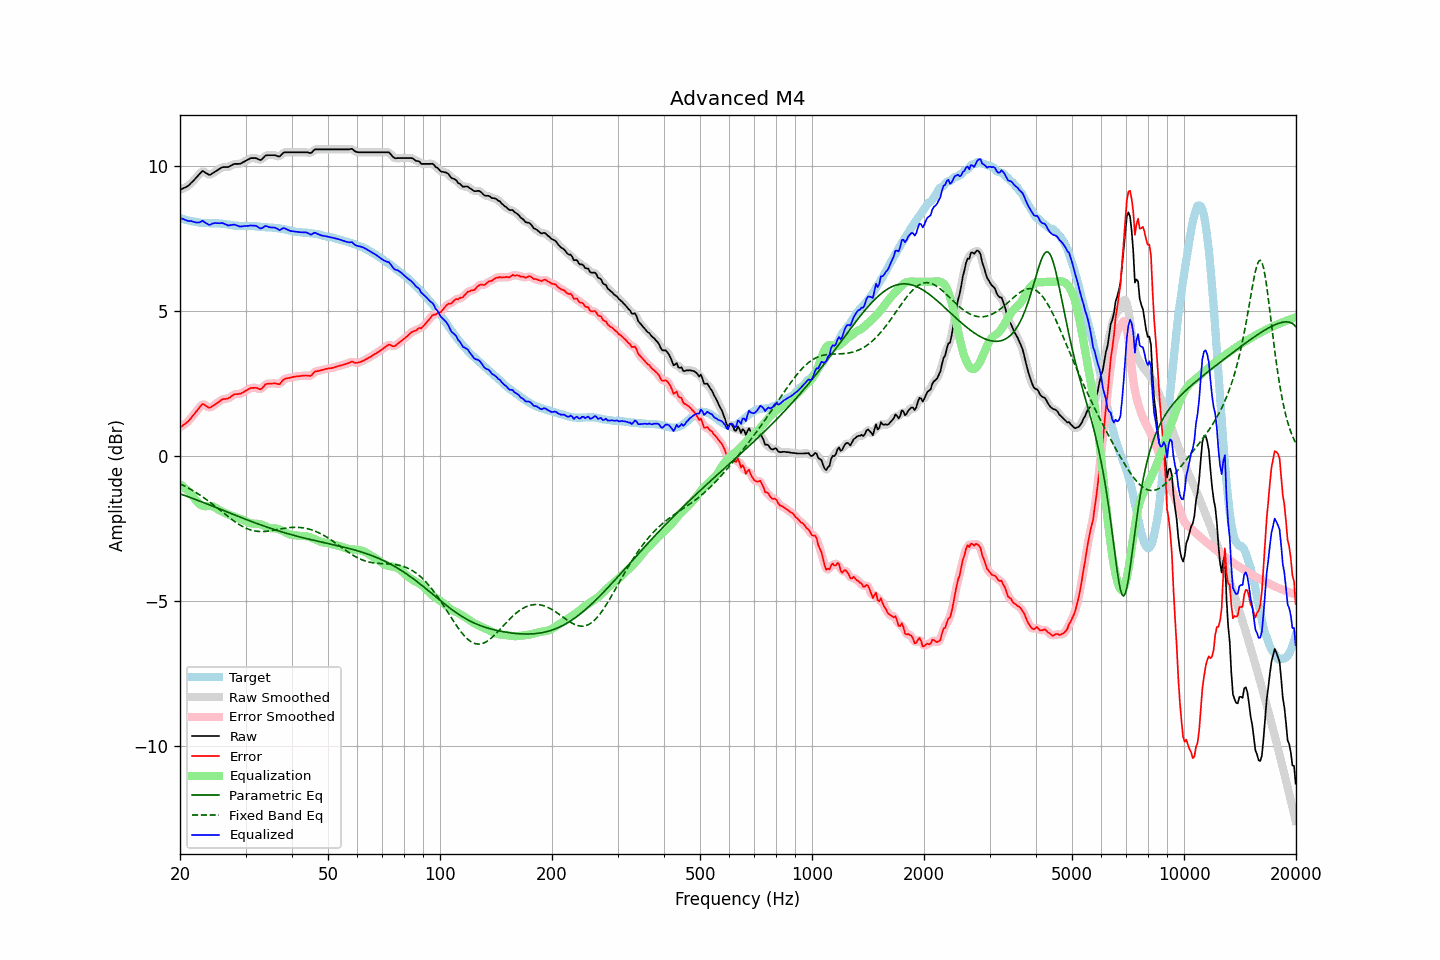 Advanced M4
Amplitude (dBr)
10
5
0
−5
−10
Target
Raw Smoothed
Error Smoothed
Raw
Error
Equalization
Parametric Eq
Fixed Band Eq
Equalized
20 50 100 200 500 1000 2000 5000 10000 20000
Frequency (Hz)